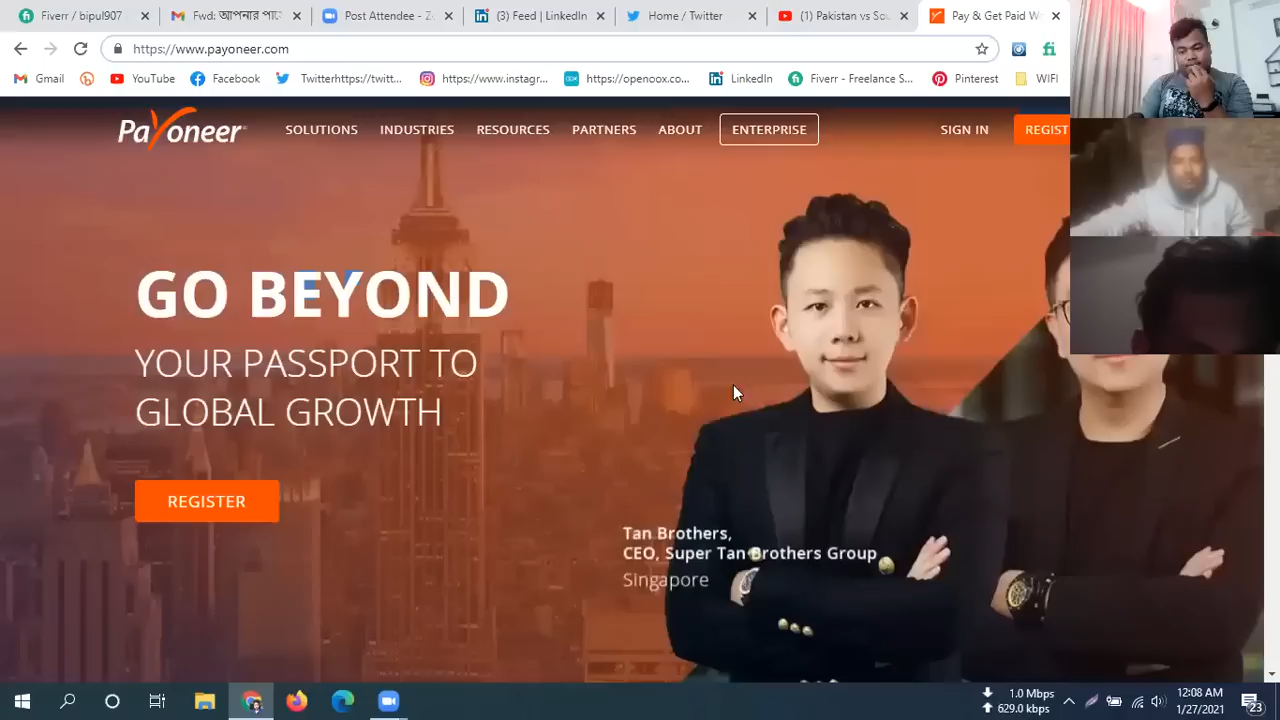 Fiverr / bipul907
Fwd: আপনার পাে
Post Attendee - Z
(3) Feed | LinkedIn
Home / Twitter
(1) Pakistan vs Sou
Pay & Get Paid W
https://www.payoneer.com
Gmail
YouTube
Facebook
Twitterhttps://twitt...
https://www.instagr...
https://openoox.co...
LinkedIn
Fiverr - Freelance S...
Pinterest
WIFI
Payoneer
SOLUTIONS
INDUSTRIES
RESOURCES
PARTNERS
ABOUT
ENTERPRISE
SIGN IN
REGIST
GO BEYOND
YOUR PASSPORT TO
GLOBAL GROWTH
REGISTER
Tan Brothers,
CEO, Super Tan Brothers Group
Singapore
1.0 Mbps
629.0 kbps
12:08 AM
1/27/2021
23